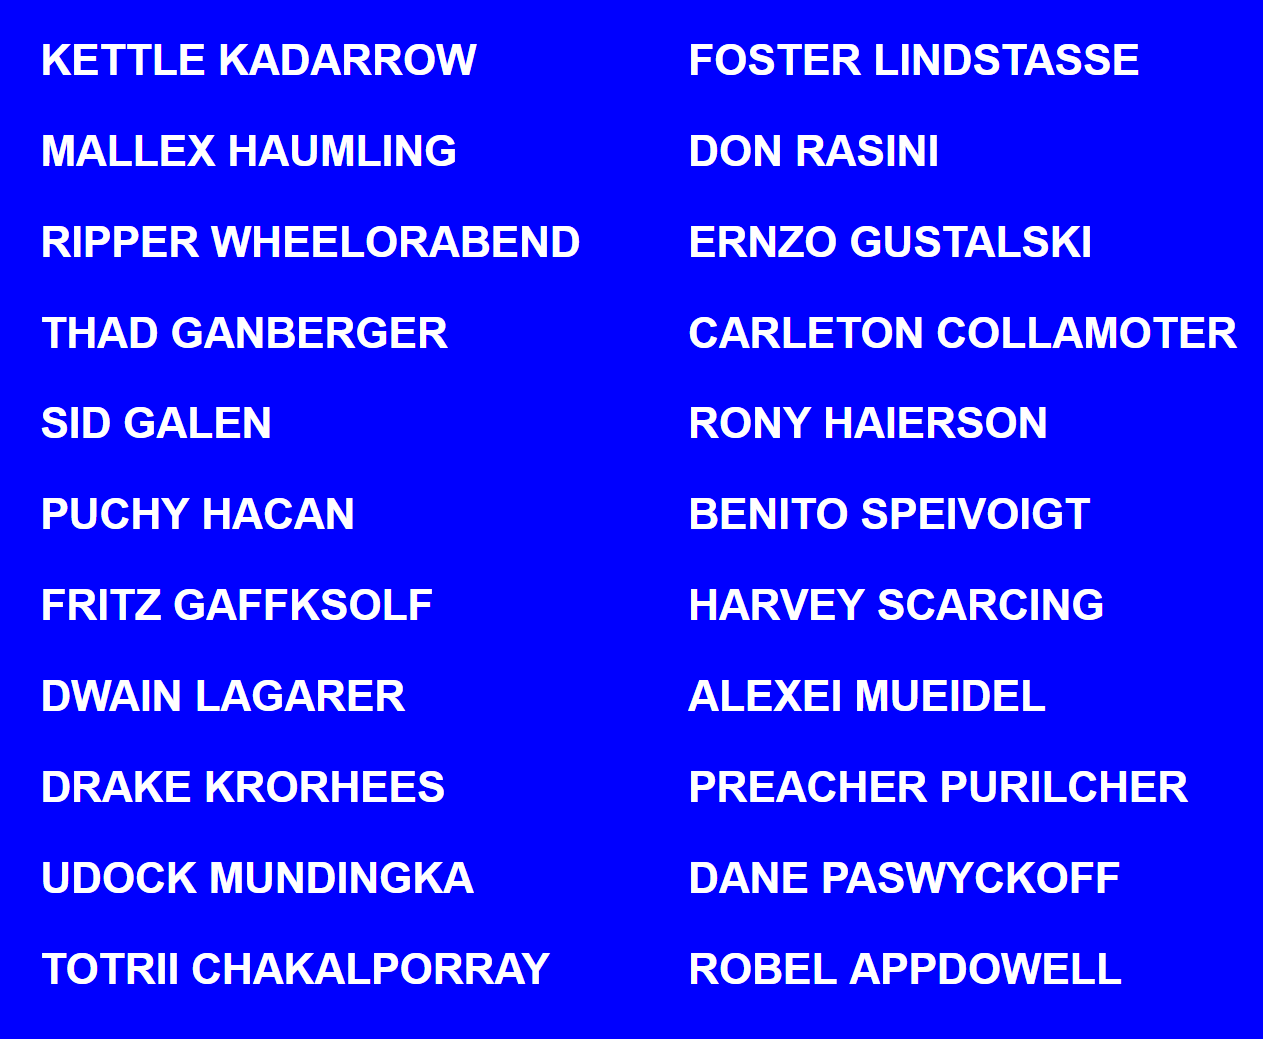 KETTLE KADARROW
MALLEX HAUMLING
RIPPER WHEELORABEND
THAD GANBERGER
SID GALEN
PUCHY HACAN
FRITZ GAFFKSOLF
DWAIN LAGARER
DRAKE KRORHEES
UDOCK MUNDINGKA
TOTRII CHAKALPORRAY
FOSTER LINDSTASSE
DON RASINI
ERNZO GUSTALSKI
CARLETON COLLAMOTER
RONY HAIERSON
BENITO SPEIVOIGT
HARVEY SCARCING
ALEXEI MUEIDEL
PREACHER PURILCHER
DANE PASWYCKOFF
ROBEL APPDOWELL